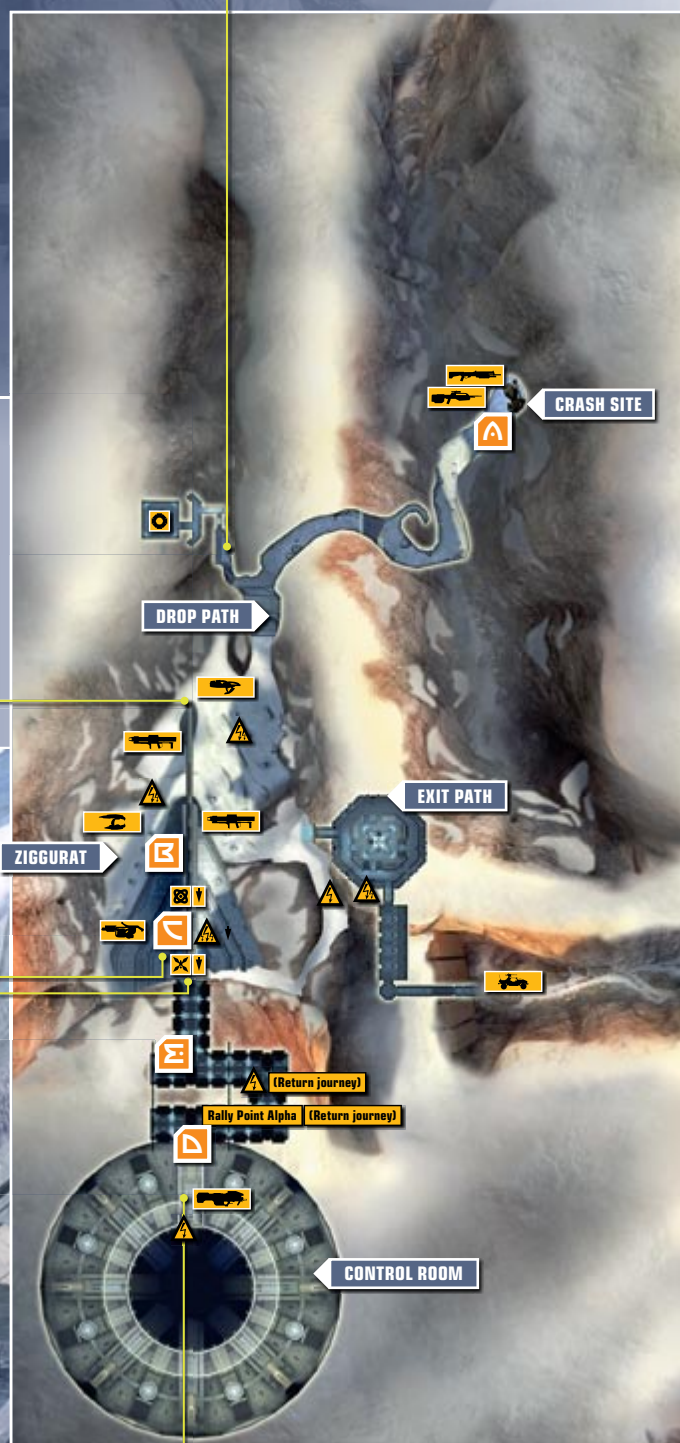 CRASH SITE
DROP PATH
EXIT PATH
ZIGGURAT
(Return journey)
Rally Point Alpha (Return journey)
CONTROL ROOM